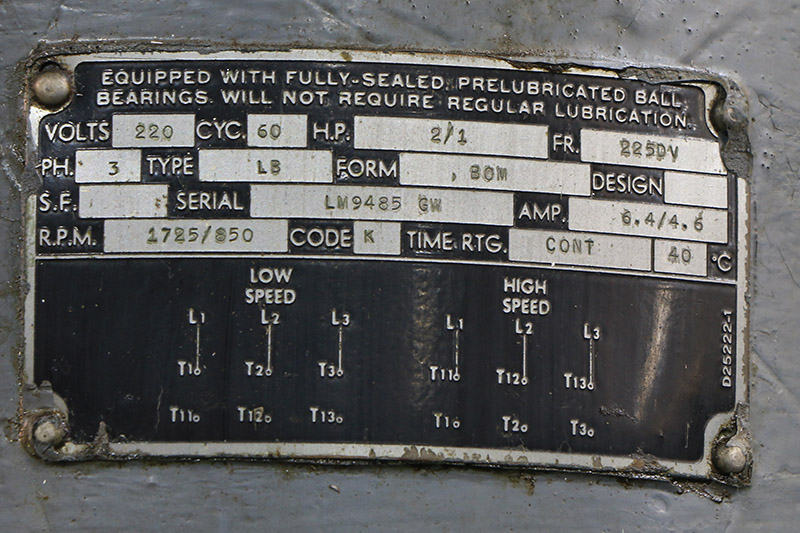 EQUIPPED WITH FULLY-SEALED, PRELUBRICATED BALL
BEARINGS. WILL NOT REQUIRE REGULAR LUBRICATION.
VOLTS 220 CYC. 60 H.P. 2/1 FR. 225DV
PH. 3 TYPE LB FORM BOM DESIGN
S.F. SERIAL LM9485 GW AMP. 6.4/4.6
R.P.M. 1725/850 CODE K TIME RTG. CONT 40 °C
LOW SPEED HIGH SPEED
L1 L2 L3 L1 L2 L3
T1 T2 T3 T11 T12 T13
T11 T12 T13 T1 T2 T3
D25222-1